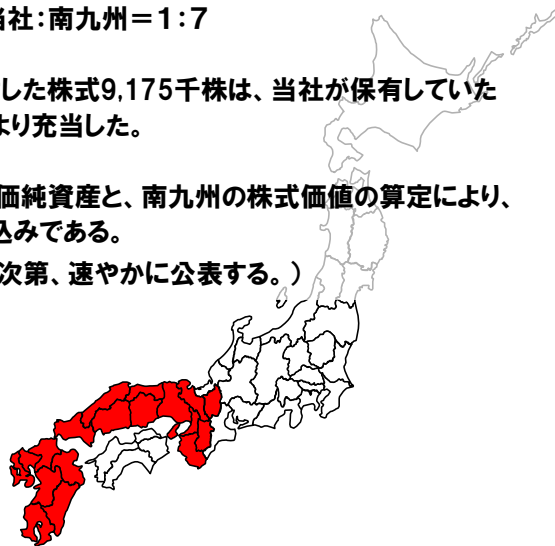 当社：南九州＝１：７
した株式9,175千株は、当社が保有していた
より充当した。
価純資産と、南九州の株式価値の算定により、
込みである。
次第、速やかに公表する。）